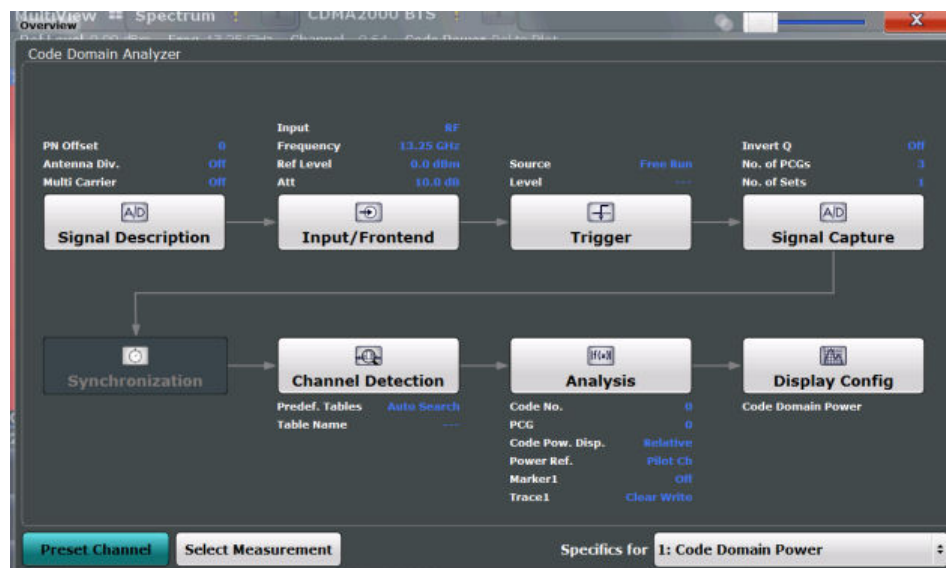 MultiView Spectrum ! CDMA2000 BTS !
Overview
Code Domain Analyzer
PN Offset 0
Antenna Div. Off
Multi Carrier Off
A/D
Signal Description
Input RF
Frequency 13.25 GHz
Ref Level 0.0 dBm
Att 10.0 dB
Input/Frontend
Source Free Run
Level ---
Trigger
Invert Q Off
No. of PCGs 3
No. of Sets 1
A/D
Signal Capture
Synchronization
Channel Detection
Predef. Tables Auto Search
Table Name ---
Analysis
Code No. 0
PCG 0
Code Pow. Disp. Relative
Power Ref. Pilot Ch
Marker1 Off
Trace1 Clear Write
Display Config
Code Domain Power
Preset Channel
Select Measurement
Specifics for 1: Code Domain Power